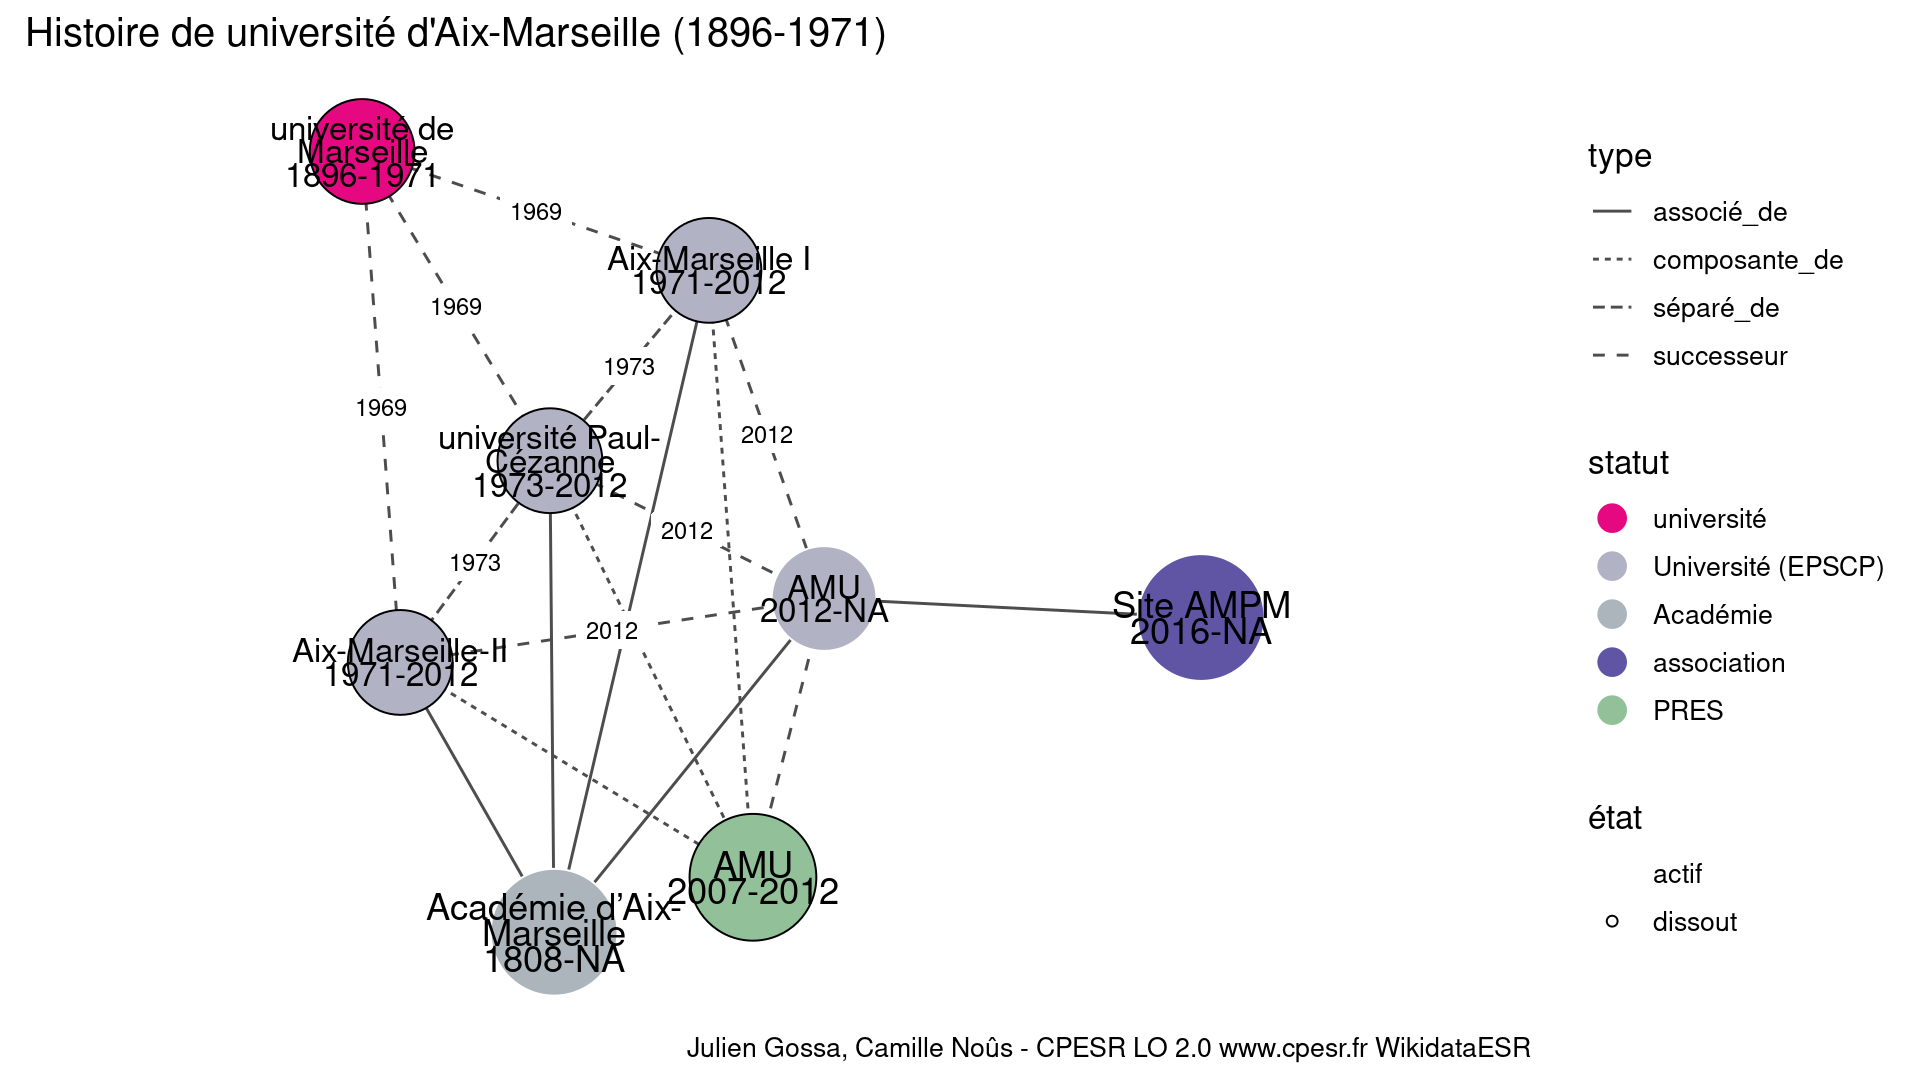 Histoire de université d'Aix-Marseille (1896-1971)
université de
Marseille
1896-1971
1969
Aix-Marseille I
1971-2012
1969
1973
1969
2012
université Paul-
Cézanne
1973-2012
2012
1973
AMU
2012-NA
Site AMPM
2016-NA
2012
Aix-Marseille-II
1971-2012
AMU
2007-2012
Académie d’Aix-
Marseille
1808-NA
type
associé_de
composante_de
séparé_de
successeur
statut
université
Université (EPSCP)
Académie
association
PRES
état
actif
dissout
Julien Gossa, Camille Noûs - CPESR LO 2.0 www.cpesr.fr WikidataESR